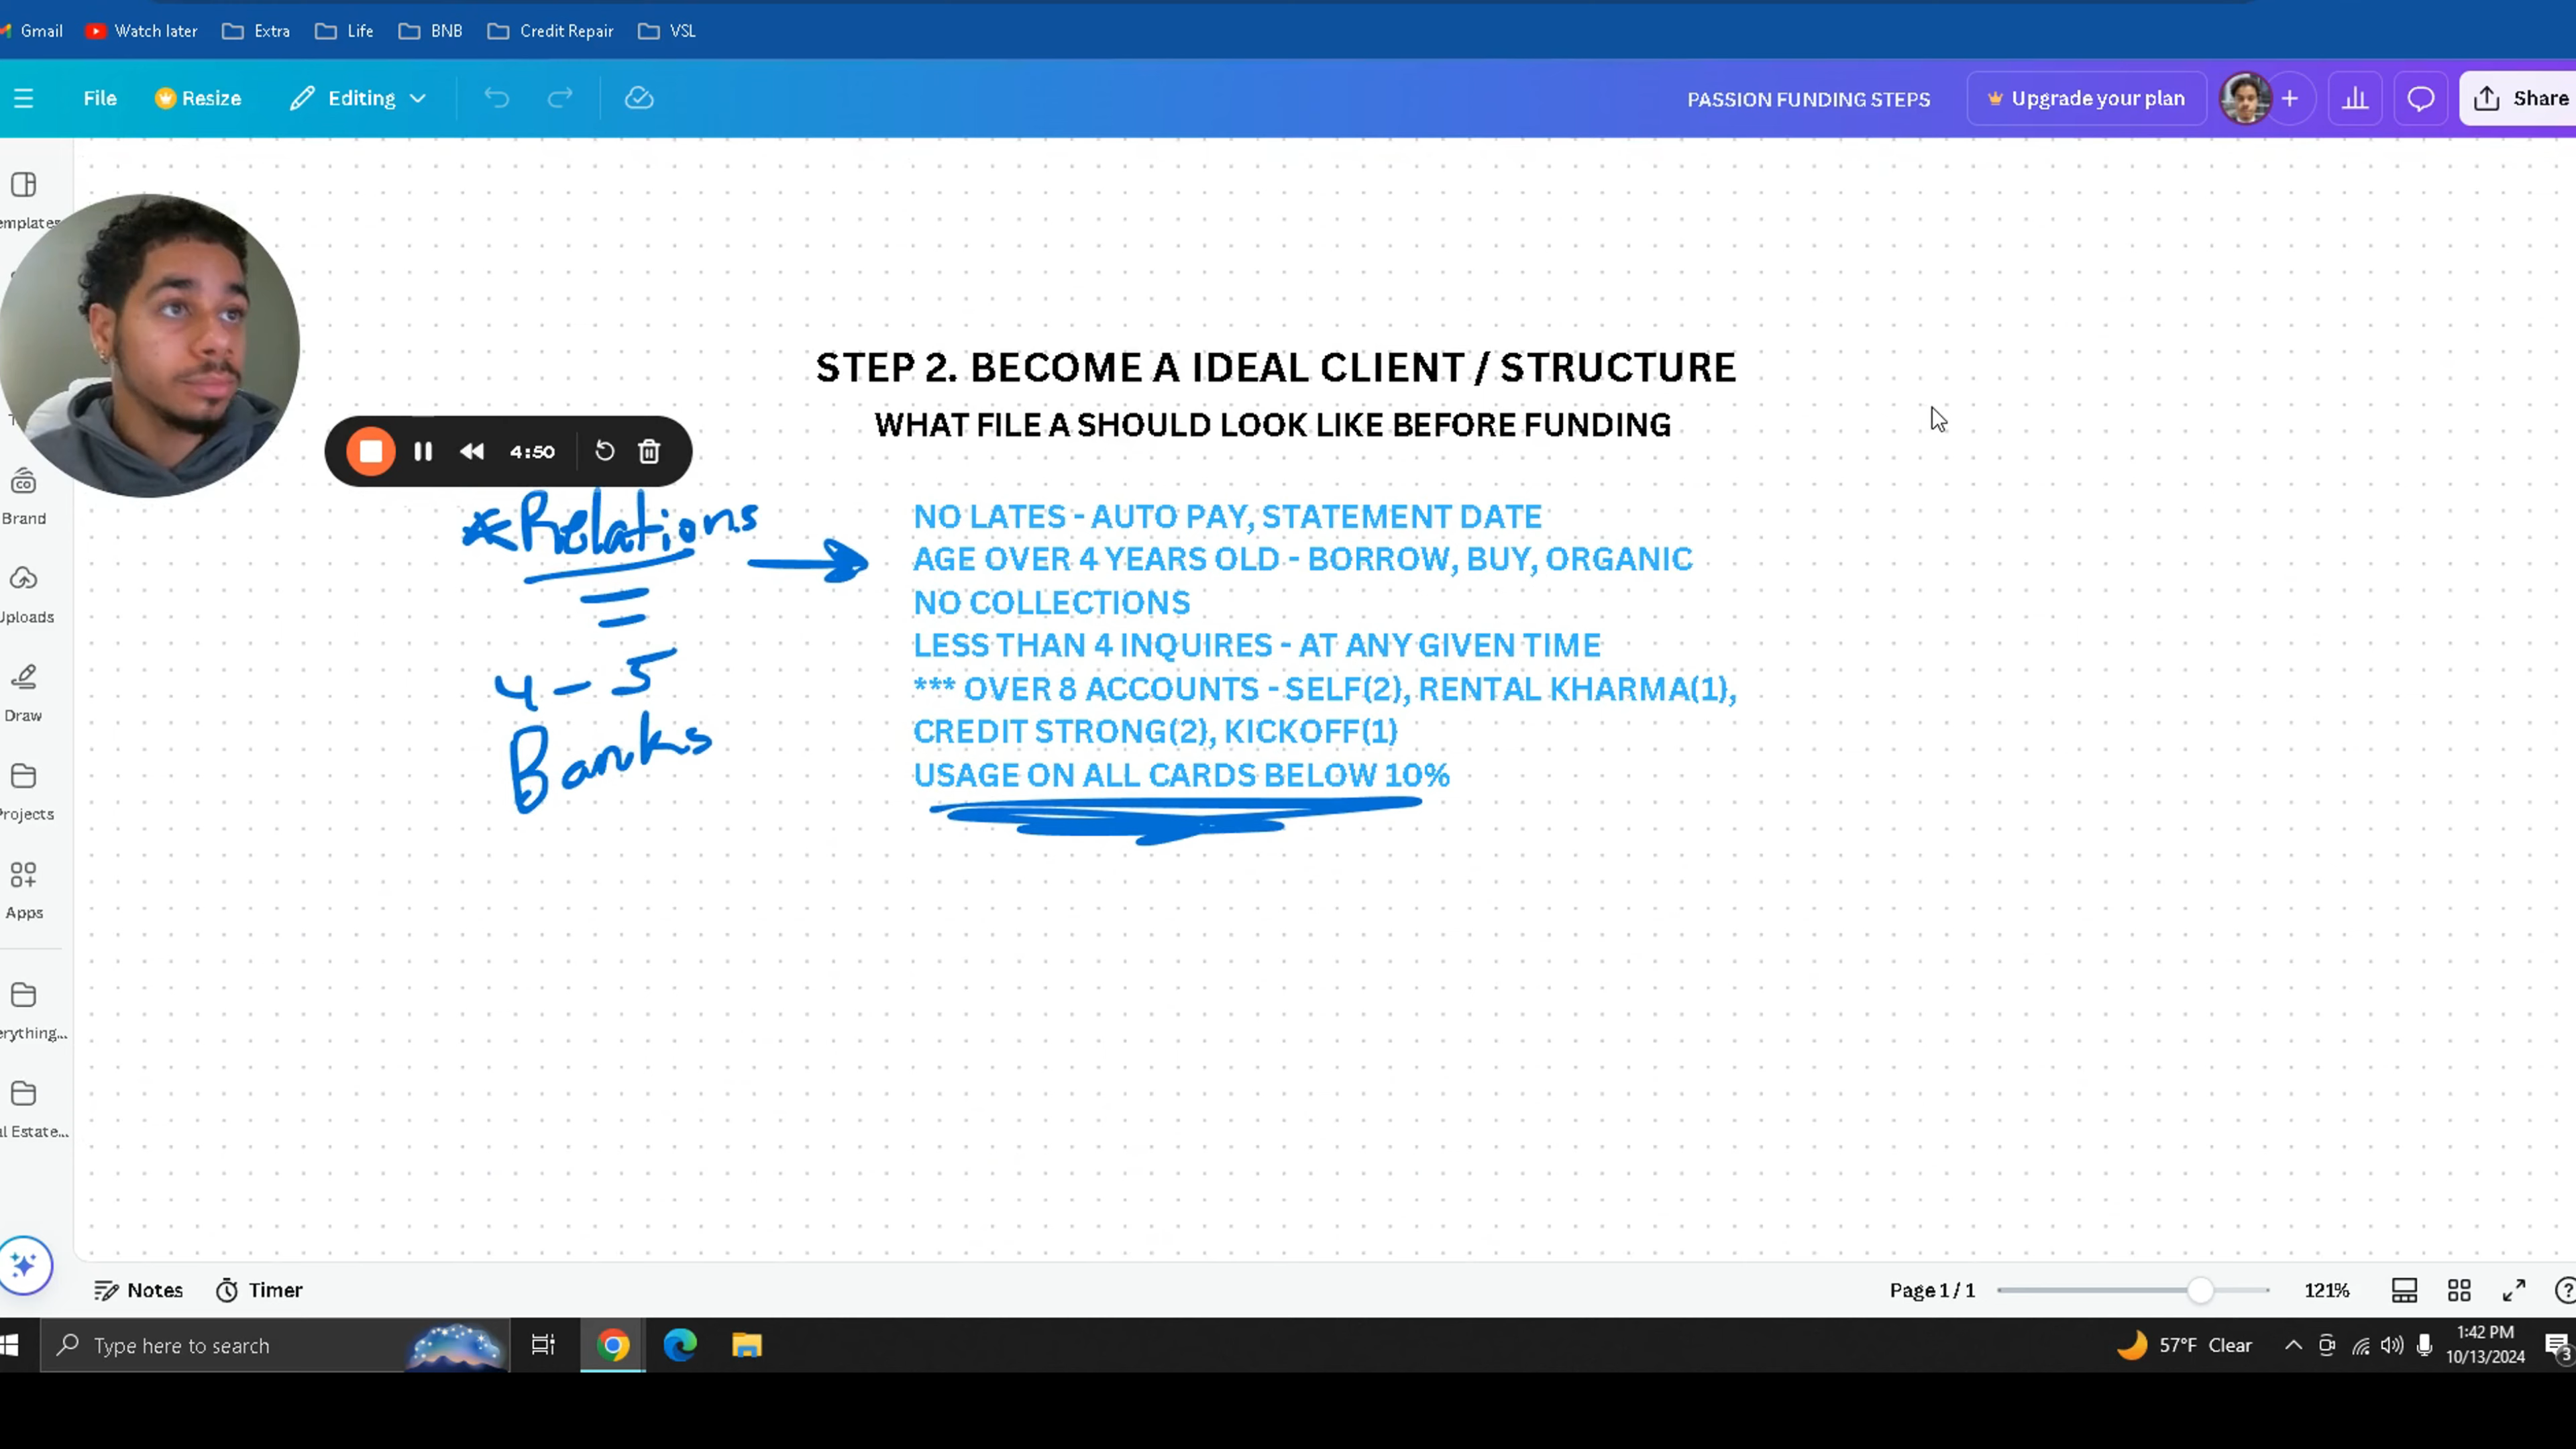 Gmail Watch later Extra Life BNB Credit Repair VSL
File Resize Editing PASSION FUNDING STEPS Upgrade your plan Share
emplates
STEP 2. BECOME A IDEAL CLIENT / STRUCTURE
WHAT FILE A SHOULD LOOK LIKE BEFORE FUNDING
4:50
Brand
*Relations
NO LATES - AUTO PAY, STATEMENT DATE
AGE OVER 4 YEARS OLD - BORROW, BUY, ORGANIC
NO COLLECTIONS
LESS THAN 4 INQUIRES - AT ANY GIVEN TIME
*** OVER 8 ACCOUNTS - SELF(2), RENTAL KHARMA(1),
CREDIT STRONG(2), KICKOFF(1)
USAGE ON ALL CARDS BELOW 10%
4 - 5
Banks
Uploads
Draw
Projects
Apps
erything...
l Estate...
Notes Timer Page 1 / 1 121%
Type here to search 57°F Clear 1:42 PM
10/13/2024
3